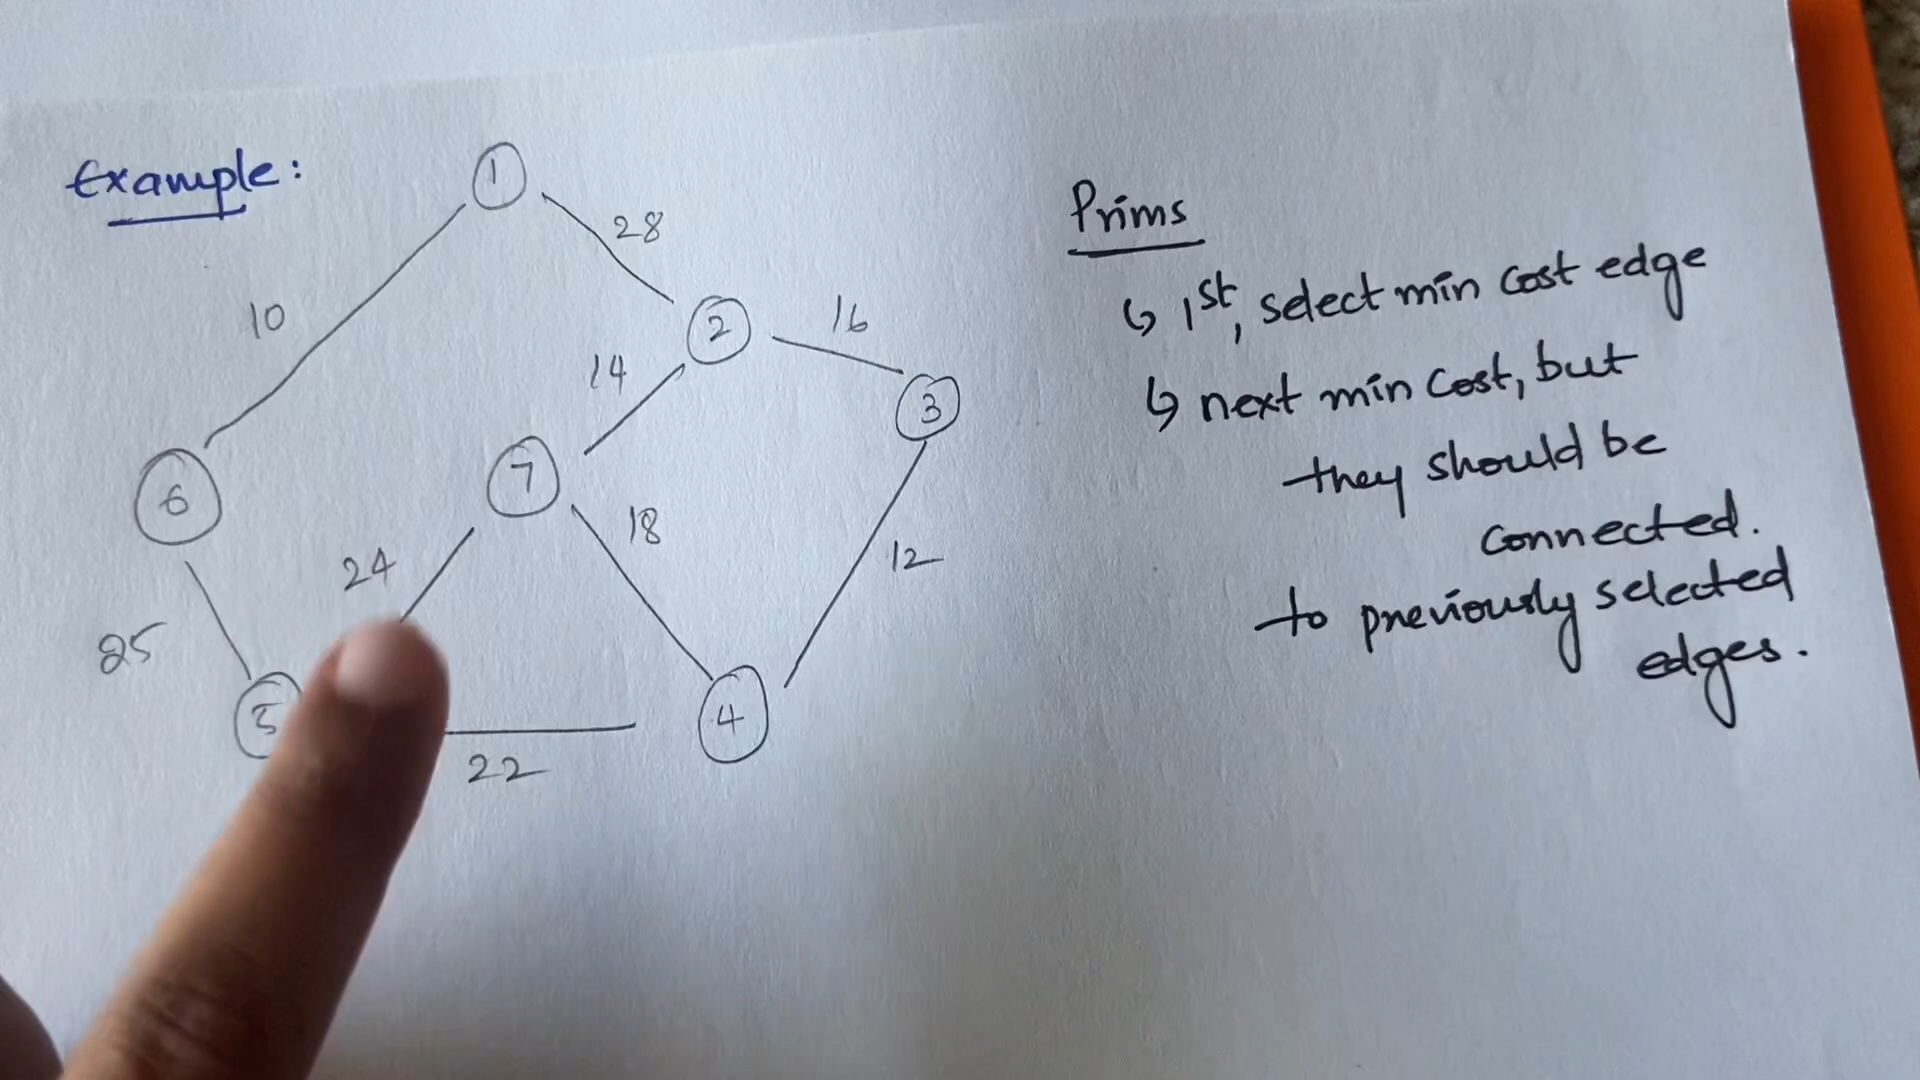 Example:
1
28
10
2
16
14
3
6
7
18
24
12
25
5
4
22
Prims
↳ 1st, select min cost edge
↳ next min cost, but
they should be
connected.
to previously selected
edges.